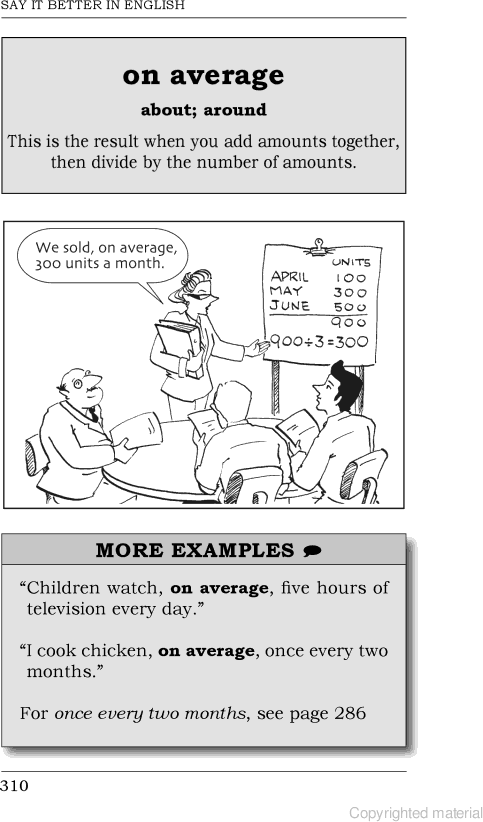 SAY IT BETTER IN ENGLISH
on average
about; around
This is the result when you add amounts together,
then divide by the number of amounts.
We sold, on average,
300 units a month.
UNITS
APRIL 100
MAY 300
JUNE 500
900
900÷3=300
MORE EXAMPLES
“Children watch, on average, five hours of
television every day.”
“I cook chicken, on average, once every two
months.”
For once every two months, see page 286
310
Copyrighted material